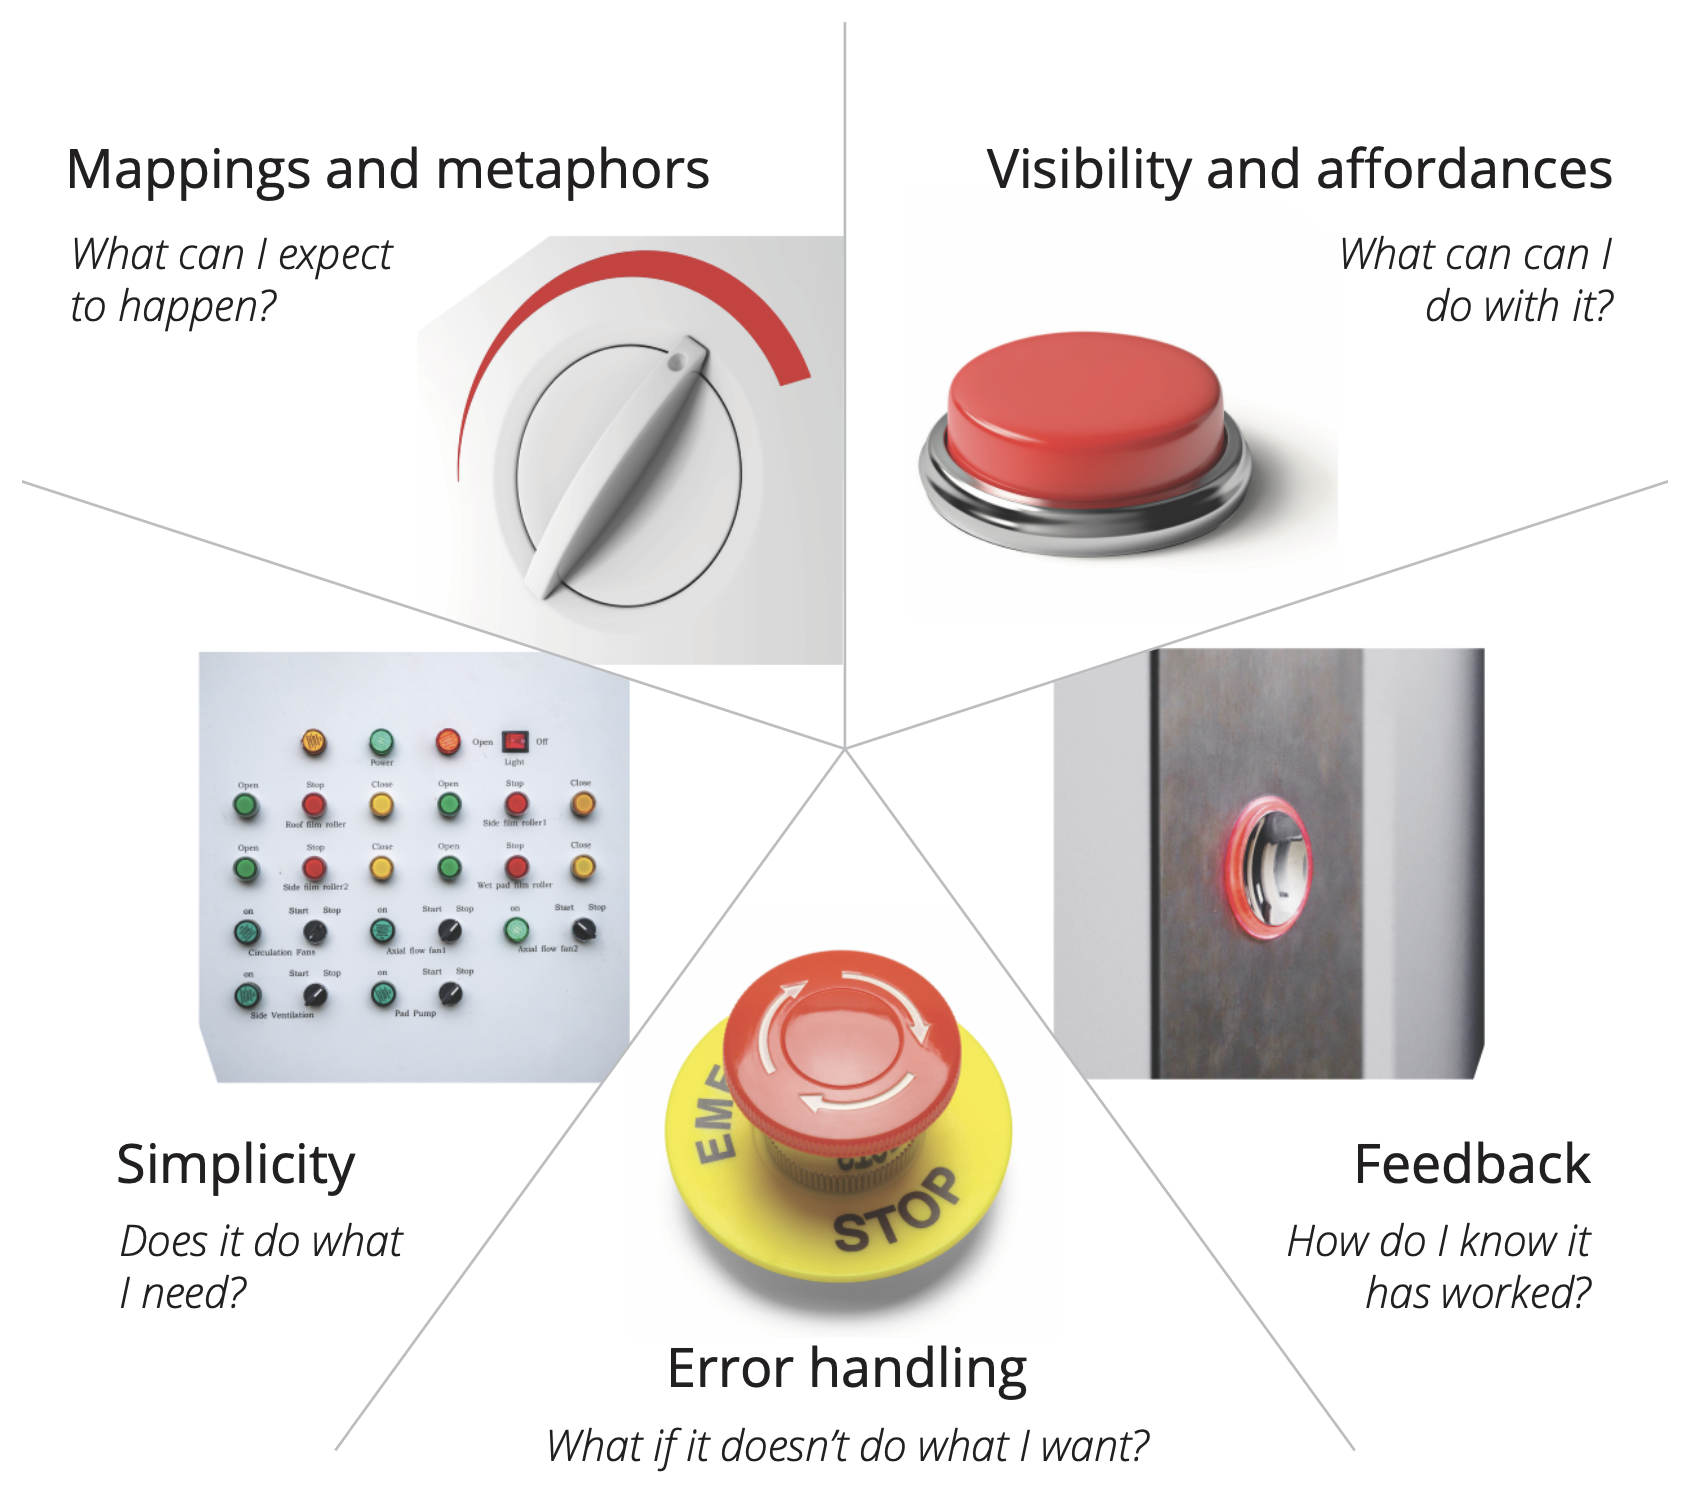 Mappings and metaphors
What can I expect
to happen?
Visibility and affordances
What can can I
do with it?
Open
Off
Power
Light
Open Stop Close Open Stop Close
Roof film roller
Side film roller1
Open Stop Close Open Stop Close
Side film roller2
Wet pad film roller
on Start Stop on Start Stop on Start Stop
Circulation Fans
Axial flow fan1
Axial flow fan2
on Start Stop on Start Stop
Side Ventilation
Pad Pump
Simplicity
Does it do what
I need?
EME
STOP
Error handling
What if it doesn’t do what I want?
Feedback
How do I know it
has worked?